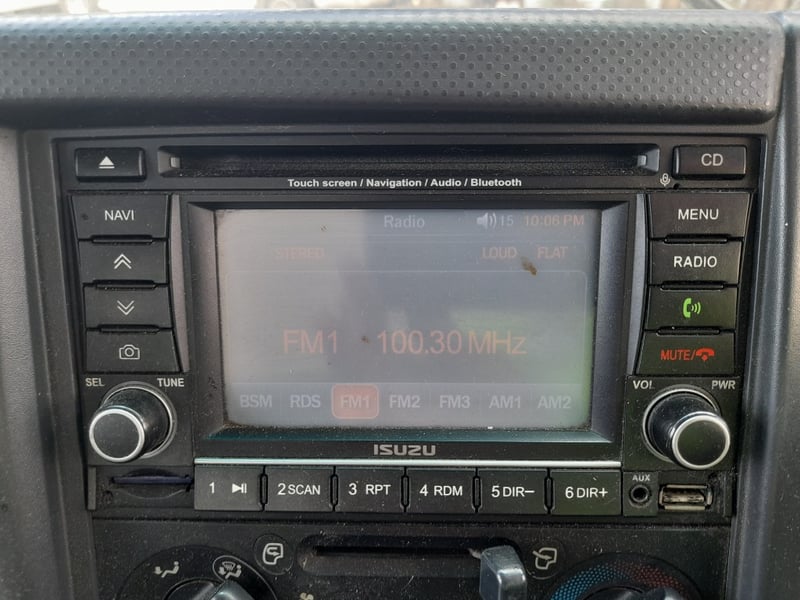 CD
Touch screen / Navigation / Audio / Bluetooth
NAVI
MENU
RADIO
MUTE/
Radio 15 10:06 PM
STEREO LOUD FLAT
FM1 100.30 MHz
BSM RDS FM1 FM2 FM3 AM1 AM2
SEL TUNE
VOL PWR
ISUZU
1 2 SCAN 3 RPT 4 RDM 5 DIR– 6 DIR+
AUX